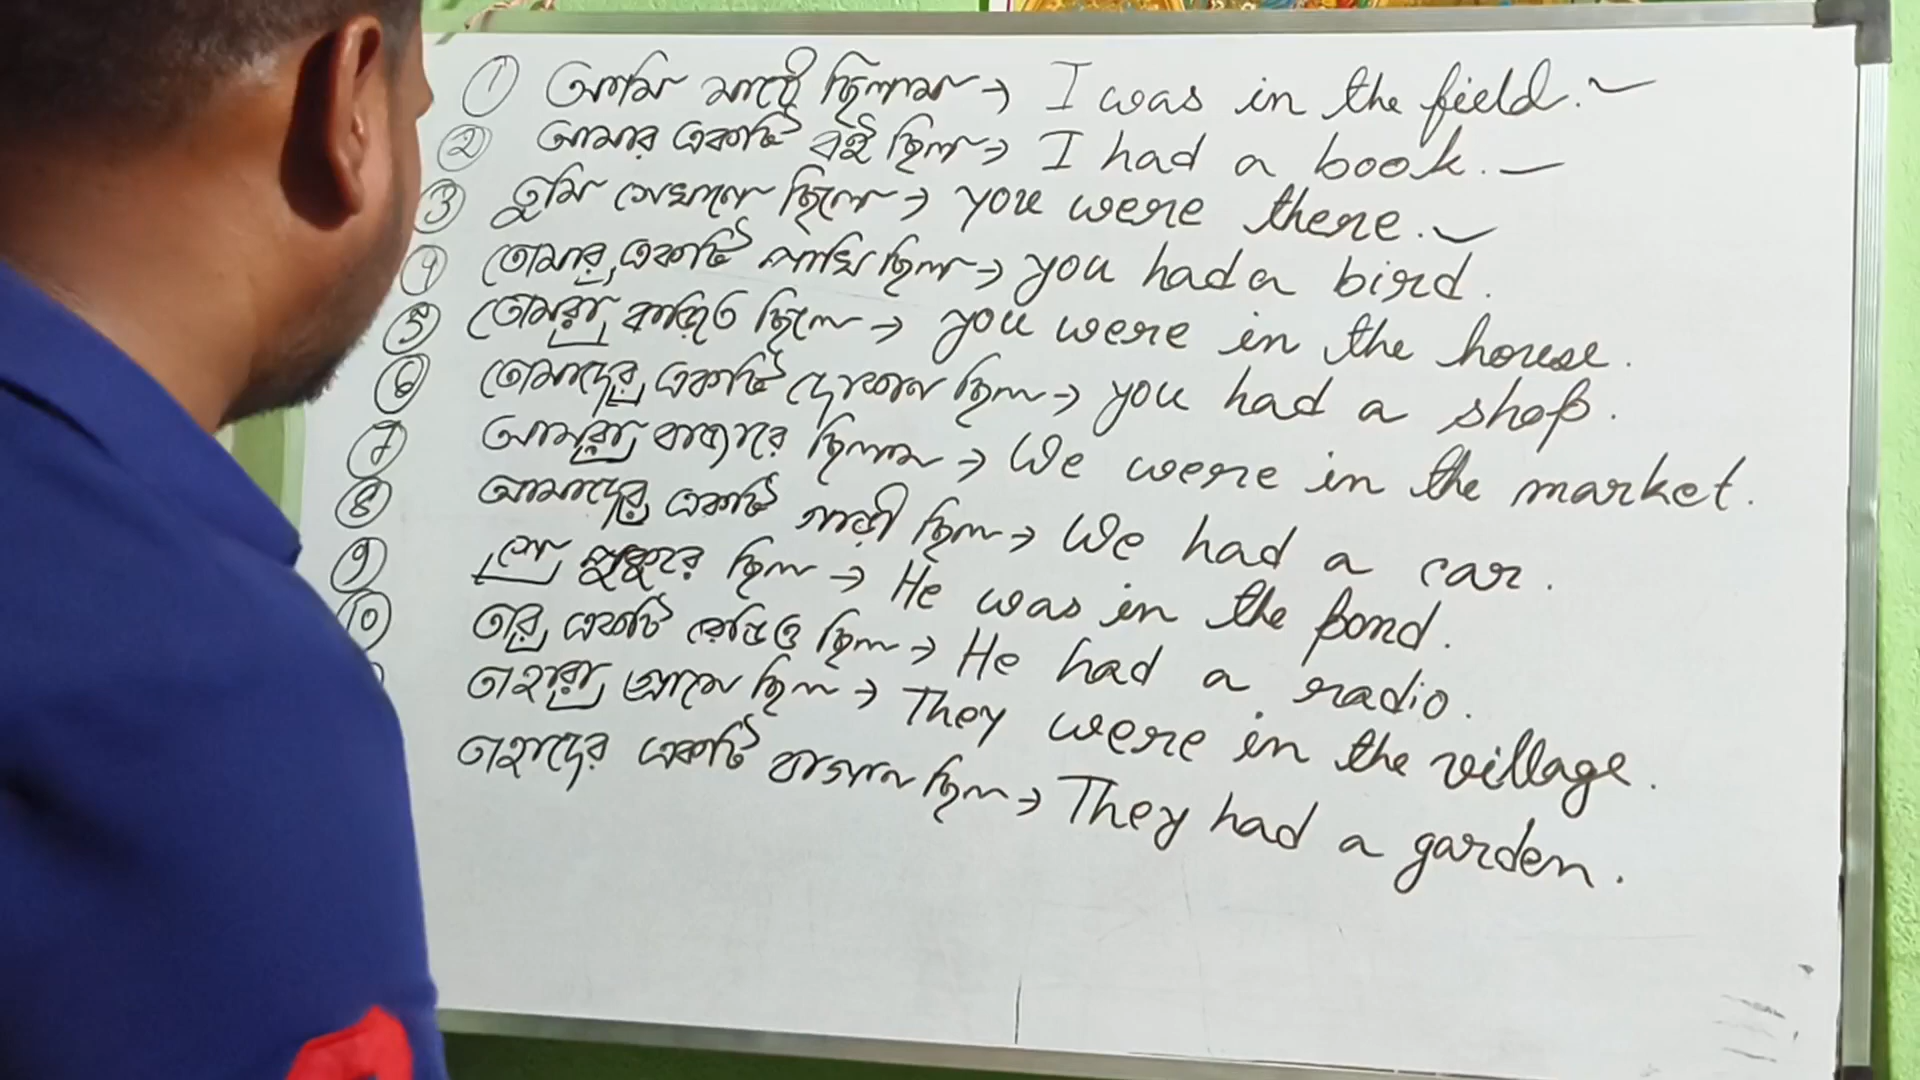 ① আমি মাঠে ছিলাম → I was in the field.
② আমার একটি বই ছিল → I had a book.
③ তুমি সেখানে ছিলে → you were there.
④ তোমার একটি পাখি ছিল → you had a bird.
⑤ তোমরা বাড়িতে ছিলে → you were in the house.
⑥ তোমাদের একটি দোকান ছিল → you had a shop.
⑦ আমরা বাজারে ছিলাম → We were in the market.
⑧ আমাদের একটি গাড়ী ছিল → We had a car.
⑨ সে পুকুরে ছিল → He was in the pond.
⑩ তার একটি রেডিও ছিল → He had a radio.
তাহারা গ্রামে ছিল → They were in the village.
তাহাদের একটি বাগান ছিল → They had a garden.